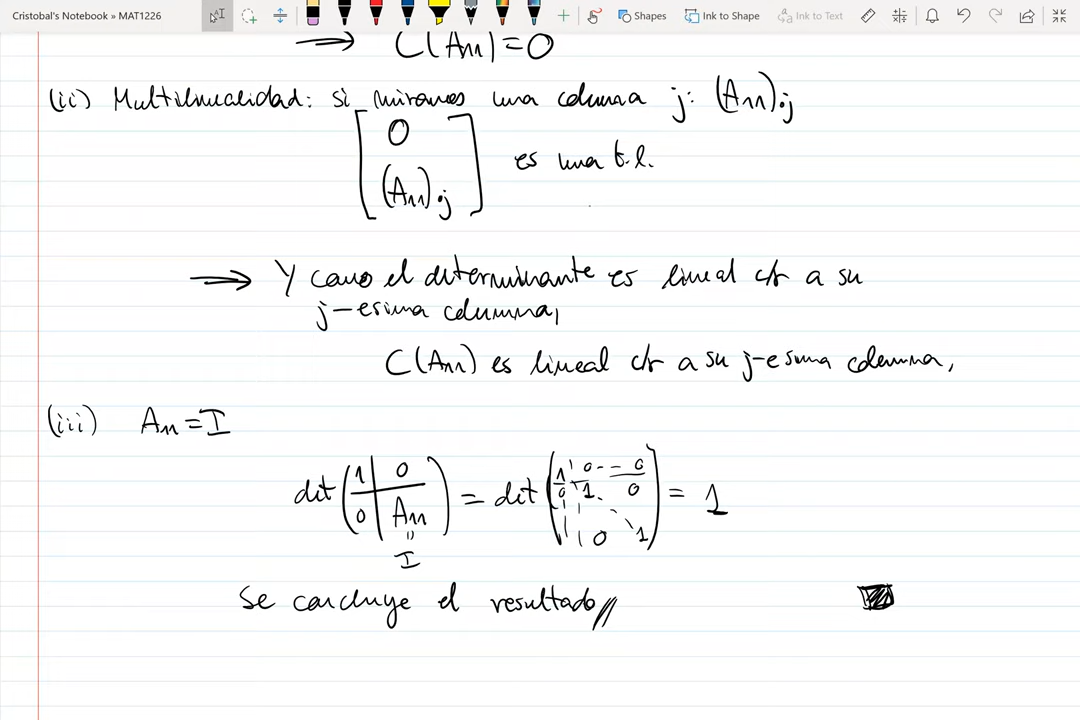 Cristobal's Notebook » MAT1226
Shapes
Ink to Shape
Ink to Text
→ C(A₁₁)=0
(ii) Multilinealidad: si miramos una columna j: (A₁₁)•j
[0
(A₁₁)•j] es una t.l.
→ Y como el determinante es lineal c/r a su
j-esima columna,
C(A₁₁) es lineal c/r a su j-esima columna,
(iii) A₁₁=I
det(1 | 0
0 | A₁₁) = det(1 0 -- 0
0 1. 0
0 1) = 1
"
I
Se concluye el resultado //